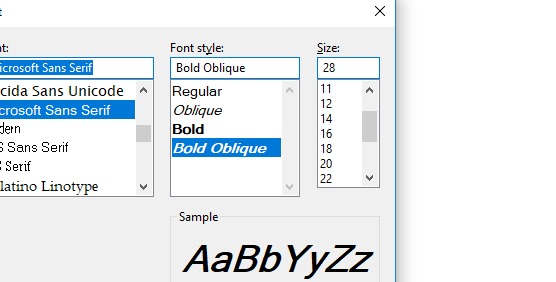 t
nt:
Font style:
Size:
icrosoft Sans Serif
Bold Oblique
28
cida Sans Unicode
crosoft Sans Serif
dern
S Sans Serif
S Serif
latino Linotype
Regular
Oblique
Bold
Bold Oblique
11
12
14
16
18
20
22
Sample
AaBbYyZz